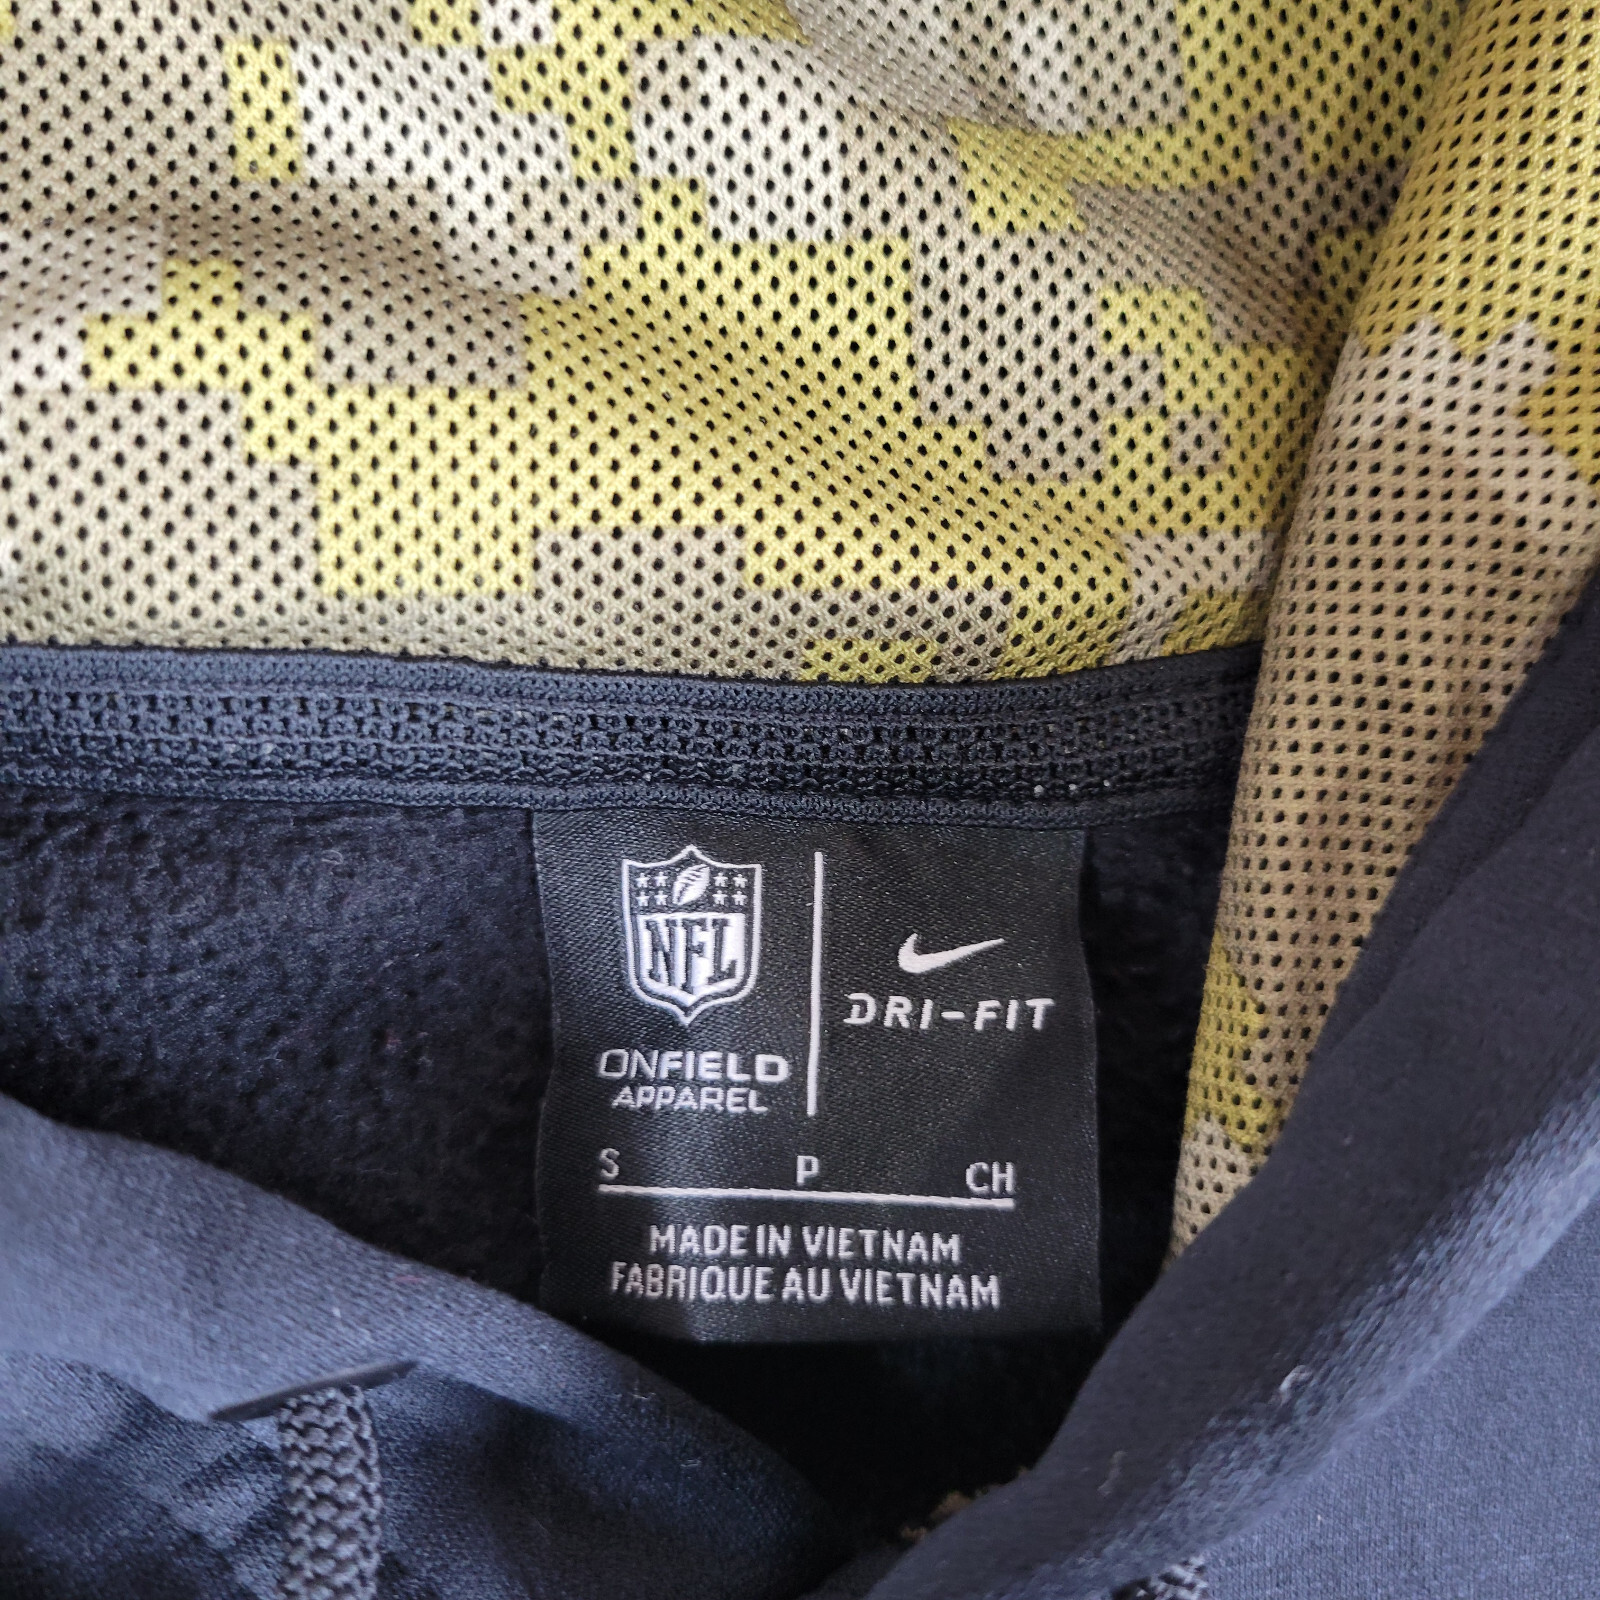 NFL
DRI-FIT
ONFIELD
APPAREL
S P CH
MADE IN VIETNAM
FABRIQUE AU VIETNAM